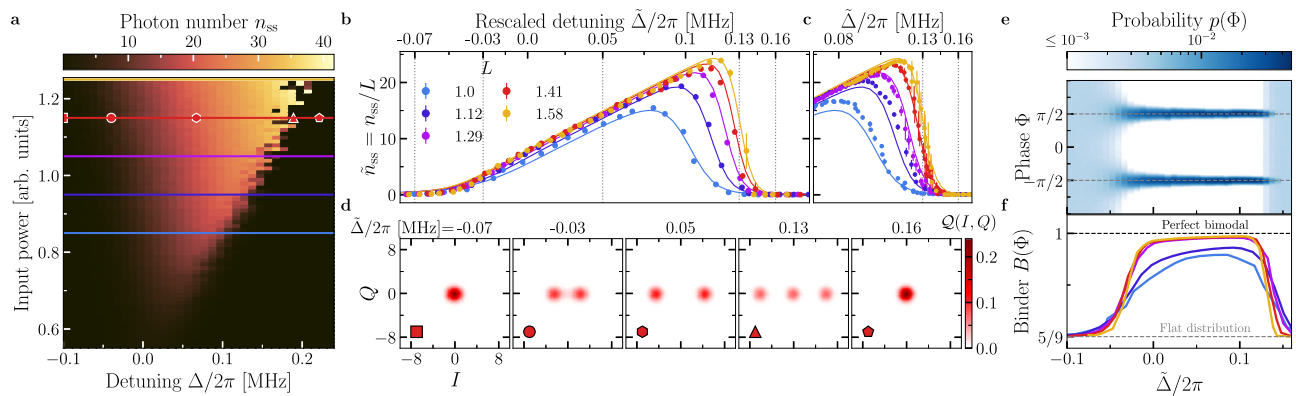 a
Photon number n_ss
10 20 30 40
Input power [arb. units]
1.2
1.0
0.8
0.6
−0.1 0.0 0.1 0.2
Detuning Δ/2π [MHz]
b
Rescaled detuning Δ̃/2π [MHz]
-0.07 -0.03 0.05 0.1 0.13 0.16
ñ_ss = n_ss/L
20
10
0
L
1.0 1.41
1.12 1.58
1.29
c
Δ̃/2π [MHz]
0.08 0.13 0.16
d
Δ̃/2π [MHz]= -0.07 -0.03 0.05 0.13 0.16
𝒬(I, Q)
Q
8
0
−8
−8 0 8
I
0.2
0.1
0.0
e
Probability p(Φ)
≤ 10⁻³ 10⁻²
Phase Φ
π/2
0
−π/2
f
Binder B(Φ)
1
5/9
Perfect bimodal
Flat distribution
−0.1 0.0 0.1
Δ̃/2π